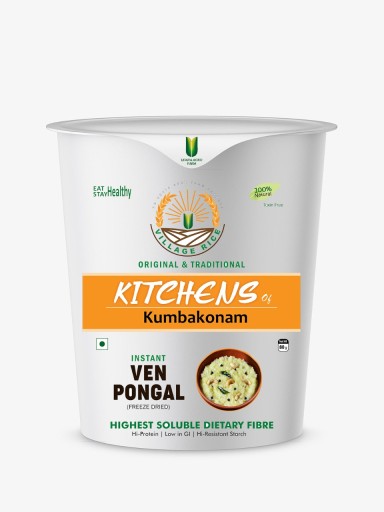 EAT
STAY Healthy
100%
Natural
VILLAGE RICE
ORIGINAL & TRADITIONAL
KITCHENS Of
Kumbakonam
INSTANT
VEN
PONGAL
(FREEZE DRIED)
HIGHEST SOLUBLE DIETARY FIBRE
Hi-Protein | Low in GI | Hi-Resistant Starch